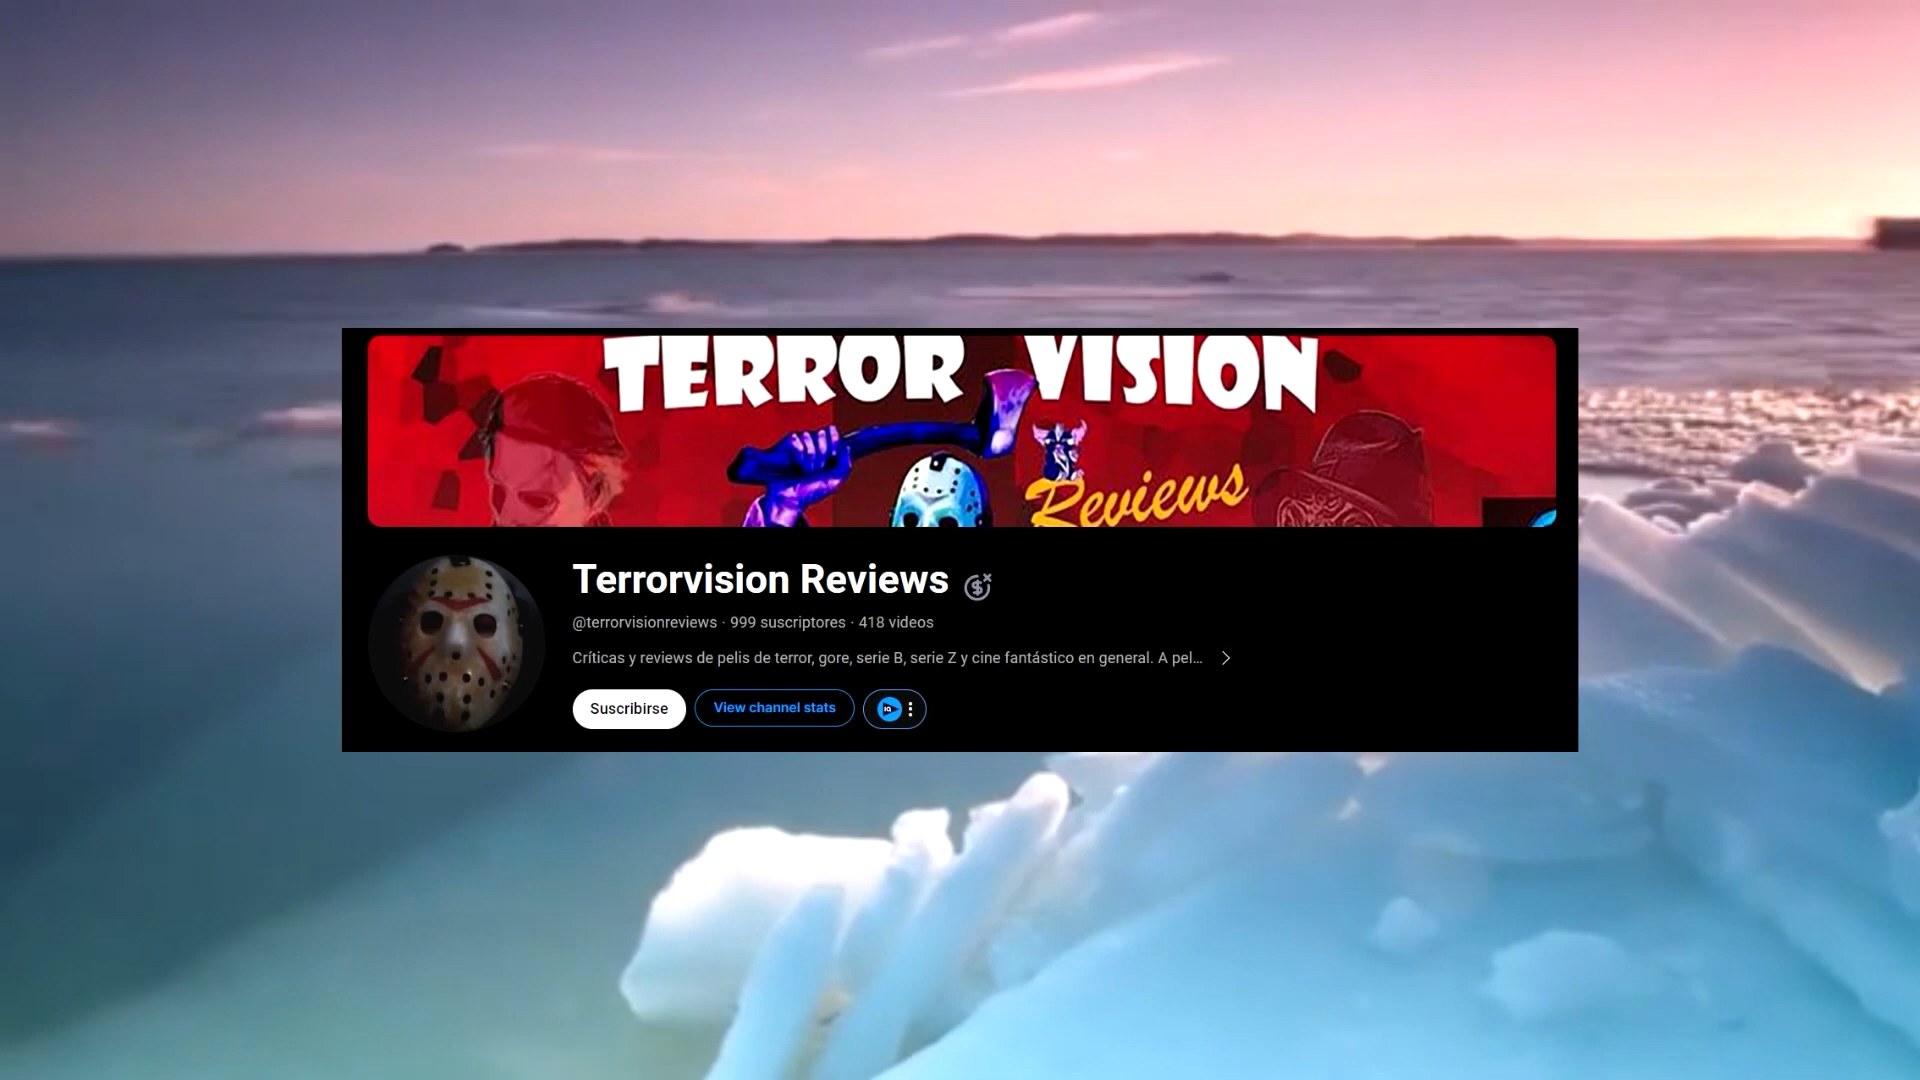 TERROR VISION
Reviews
Terrorvision Reviews
@terrorvisionreviews · 999 suscriptores · 418 videos
Críticas y reviews de pelis de terror, gore, serie B, serie Z y cine fantástico en general. A pel...
Suscribirse
View channel stats
IQ